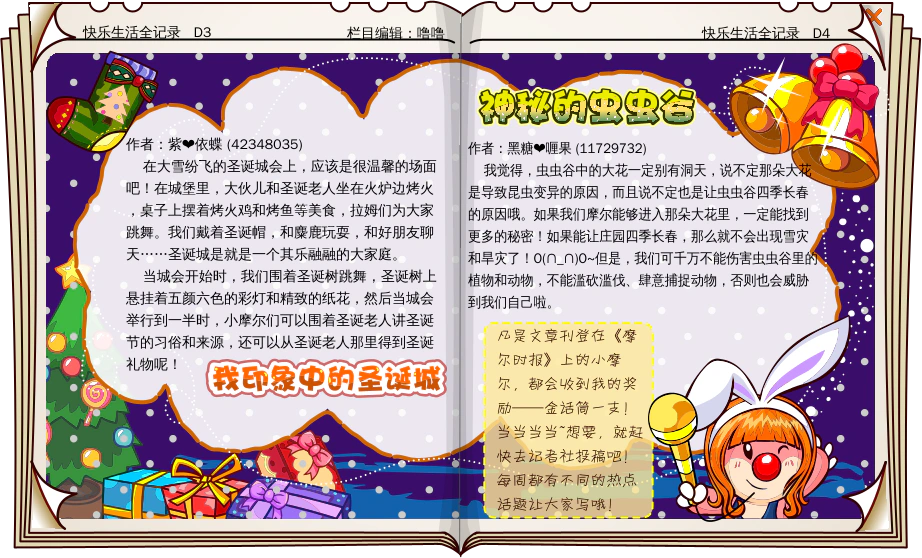 快乐生活全记录 D3
栏目编辑：噜噜
作者：紫❤依蝶 (42348035)
在大雪纷飞的圣诞城会上，应该是很温馨的场面
吧！在城堡里，大伙儿和圣诞老人坐在火炉边烤火
，桌子上摆着烤火鸡和烤鱼等美食，拉姆们为大家
跳舞。我们戴着圣诞帽，和麋鹿玩耍，和好朋友聊
天……圣诞城是就是一个其乐融融的大家庭。
当城会开始时，我们围着圣诞树跳舞，圣诞树上
悬挂着五颜六色的彩灯和精致的纸花，然后当城会
举行到一半时，小摩尔们可以围着圣诞老人讲圣诞
节的习俗和来源，还可以从圣诞老人那里得到圣诞
礼物呢！
我印象中的圣诞城
快乐生活全记录 D4
神秘的虫虫谷
作者：黑糖❤喱果 (11729732)
我觉得，虫虫谷中的大花一定别有洞天，说不定那朵大花
是导致昆虫变异的原因，而且说不定也是让虫虫谷四季长春
的原因哦。如果我们摩尔能够进入那朵大花里，一定能找到
更多的秘密！如果能让庄园四季长春，那么就不会出现雪灾
和旱灾了！O(∩_∩)O~但是，我们可千万不能伤害虫虫谷里的
植物和动物，不能滥砍滥伐、肆意捕捉动物，否则也会威胁
到我们自己啦。
凡是文章刊登在《摩
尔时报》上的小摩
尔，都会收到我的奖
励——金话筒一支！
当当当当~想要，就赶
快去记者社投稿吧！
每周都有不同的热点
话题让大家写哦！